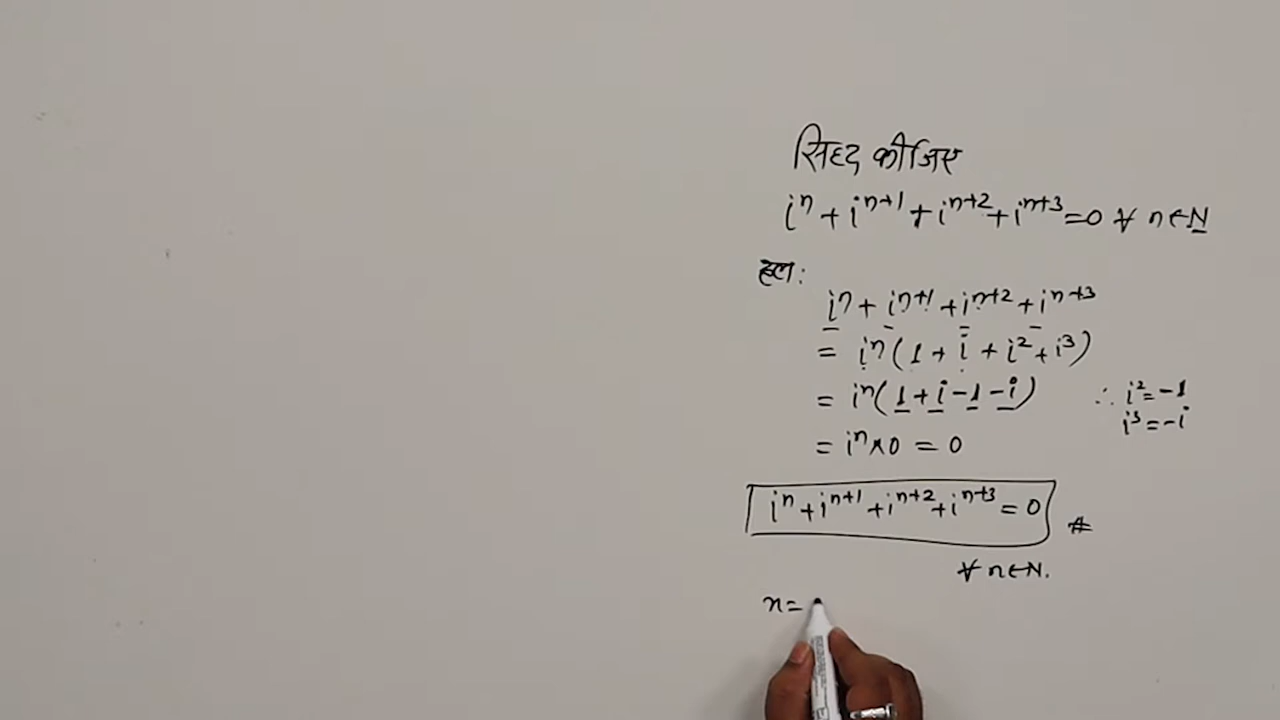 सिद्ध कीजिए
iⁿ + iⁿ⁺¹ + iⁿ⁺² + iⁿ⁺³ = 0 ∀ n ∈ N
हल :
iⁿ + iⁿ⁺¹ + iⁿ⁺² + iⁿ⁺³
= iⁿ (1 + i + i² + i³)
= iⁿ (1 + i - 1 - i) ∴ i² = -1
i³ = -i
= iⁿ × 0 = 0
iⁿ + iⁿ⁺¹ + iⁿ⁺² + iⁿ⁺³ = 0 #
∀ n ∈ N.
n =